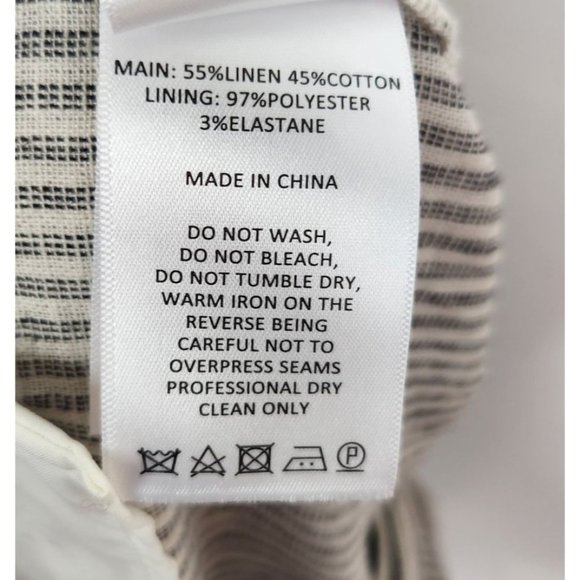 MAIN: 55%LINEN 45%COTTON
LINING: 97%POLYESTER
3%ELASTANE
MADE IN CHINA
DO NOT WASH,
DO NOT BLEACH,
DO NOT TUMBLE DRY,
WARM IRON ON THE
REVERSE BEING
CAREFUL NOT TO
OVERPRESS SEAMS
PROFESSIONAL DRY
CLEAN ONLY
P